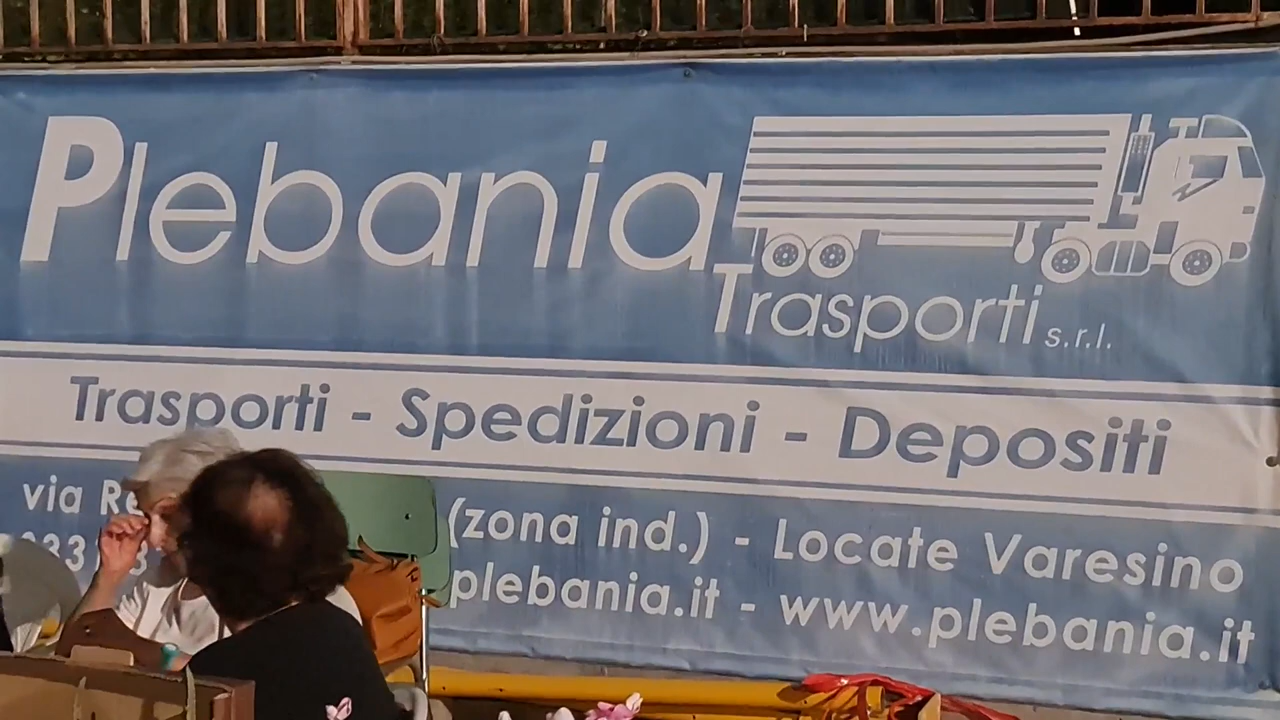 Plebania
Trasporti s.r.l.
Trasporti - Spedizioni - Depositi
via (zona ind.) - Locate Varesino
plebania.it - www.plebania.it